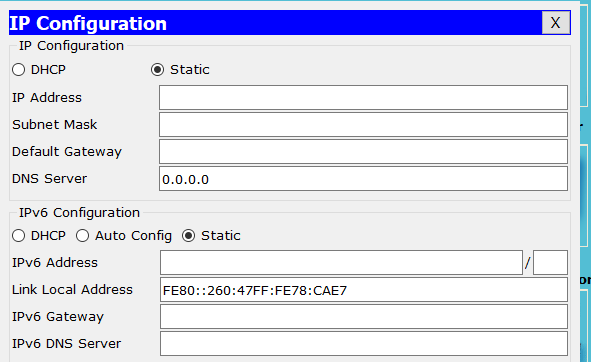 IP Configuration X
IP Configuration
DHCP Static
IP Address
Subnet Mask
Default Gateway
DNS Server 0.0.0.0
IPv6 Configuration
DHCP Auto Config Static
IPv6 Address /
Link Local Address FE80::260:47FF:FE78:CAE7
IPv6 Gateway
IPv6 DNS Server